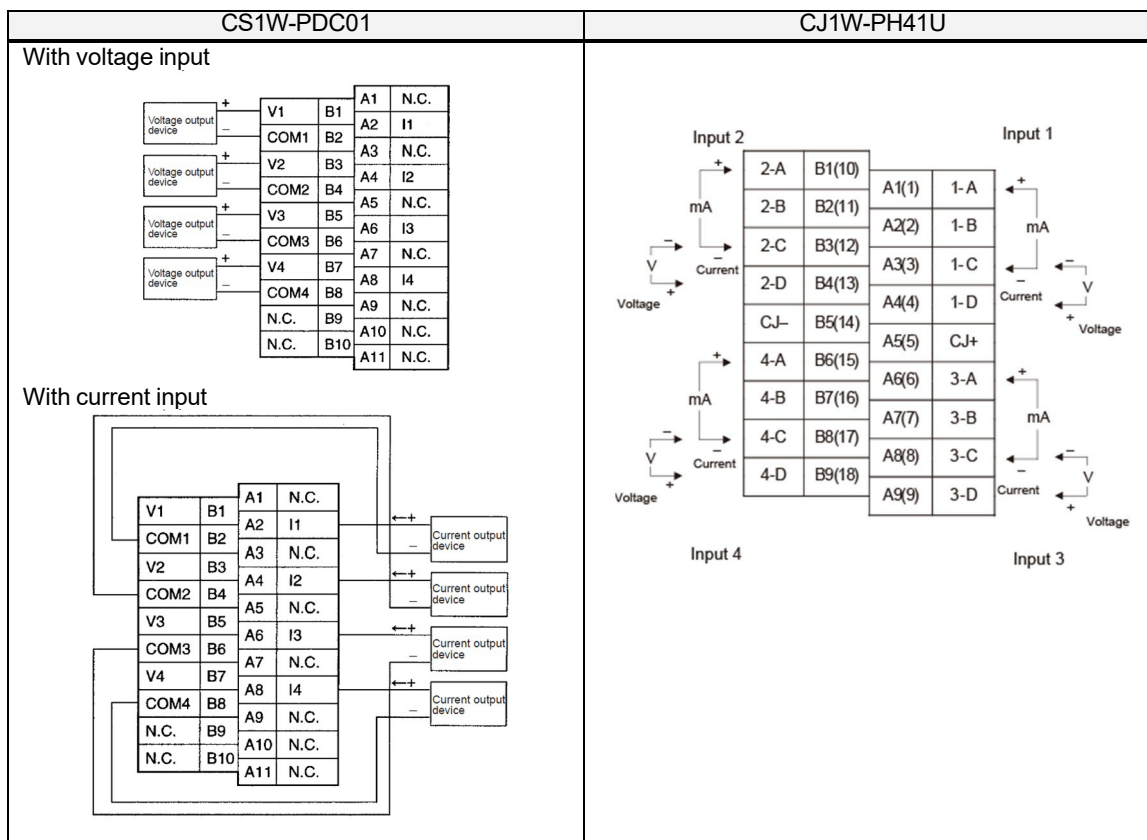 CS1W-PDC01
CJ1W-PH41U
With voltage input
Voltage output
device
+
−
Voltage output
device
+
−
Voltage output
device
+
−
Voltage output
device
+
−
V1 B1
COM1 B2
V2 B3
COM2 B4
V3 B5
COM3 B6
V4 B7
COM4 B8
N.C. B9
N.C. B10
A1 N.C.
A2 I1
A3 N.C.
A4 I2
A5 N.C.
A6 I3
A7 N.C.
A8 I4
A9 N.C.
A10 N.C.
A11 N.C.
With current input
V1 B1
COM1 B2
V2 B3
COM2 B4
V3 B5
COM3 B6
V4 B7
COM4 B8
N.C. B9
N.C. B10
A1 N.C.
A2 I1
A3 N.C.
A4 I2
A5 N.C.
A6 I3
A7 N.C.
A8 I4
A9 N.C.
A10 N.C.
A11 N.C.
←+
−
Current output
device
←+
−
Current output
device
←+
−
Current output
device
←+
−
Current output
device
Input 2
+
mA
−
Current
−
V
+
Voltage
2-A B1(10)
2-B B2(11)
2-C B3(12)
2-D B4(13)
CJ− B5(14)
4-A B6(15)
4-B B7(16)
4-C B8(17)
4-D B9(18)
+
mA
−
Current
−
V
+
Voltage
Input 4
Input 1
A1(1) 1-A
A2(2) 1-B
A3(3) 1-C
A4(4) 1-D
A5(5) CJ+
A6(6) 3-A
A7(7) 3-B
A8(8) 3-C
A9(9) 3-D
+
mA
−
Current
−
V
+
Voltage
+
mA
−
Current
−
V
+
Voltage
Input 3